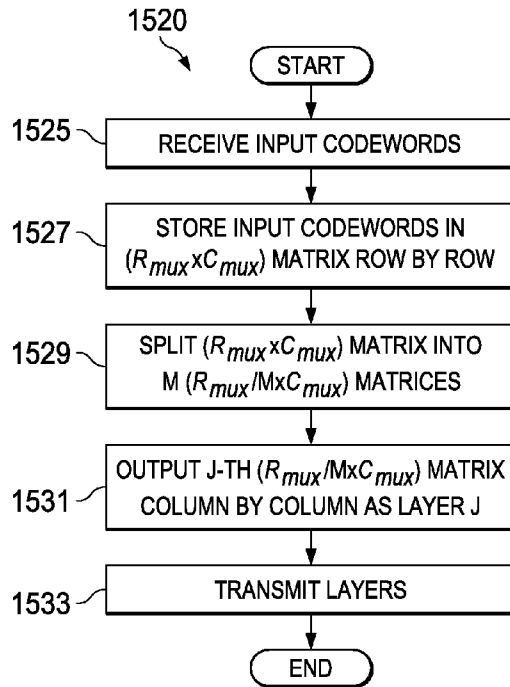 1520
START
1525
RECEIVE INPUT CODEWORDS
1527
STORE INPUT CODEWORDS IN
(Rmux x Cmux) MATRIX ROW BY ROW
1529
SPLIT (Rmux x Cmux) MATRIX INTO
M (Rmux/MxCmux) MATRICES
1531
OUTPUT J-TH (Rmux/MxCmux) MATRIX
COLUMN BY COLUMN AS LAYER J
1533
TRANSMIT LAYERS
END